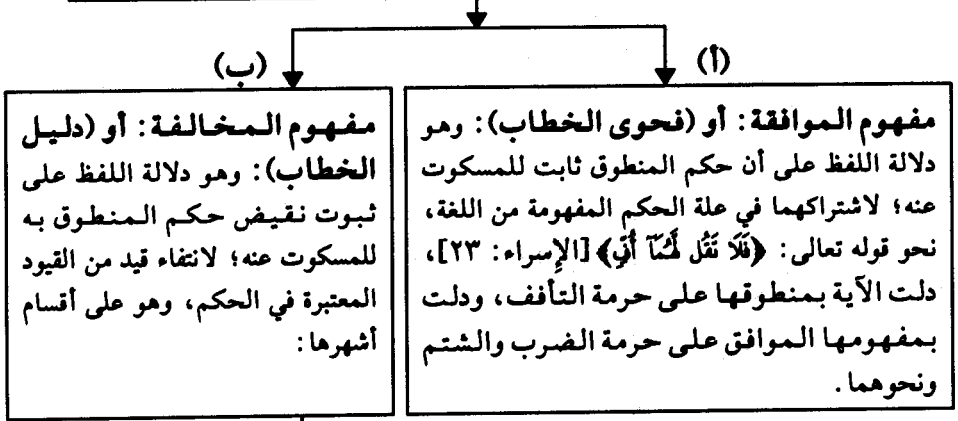 (أ)
مفهوم الموافقة: أو (فحوى الخطاب): وهو
دلالة اللفظ على أن حكم المنطوق ثابت للمسكوت
عنه؛ لاشتراكهما في علة الحكم المفهومة من اللغة،
نحو قوله تعالى: ﴿فَلَا تَقُل لَّهُمَآ أُفٍّ﴾ [الإسراء: ٢٣]،
دلت الآية بمنطوقها على حرمة التأفف، ودلت
بمفهومها الموافق على حرمة الضرب والشتم
ونحوهما.
(ب)
مفهوم المخالفة: أو (دليل
الخطاب): وهو دلالة اللفظ على
ثبوت نقيض حكم المنطوق به
للمسكوت عنه؛ لانتفاء قيد من القيود
المعتبرة في الحكم، وهو على أقسام
أشهرها: